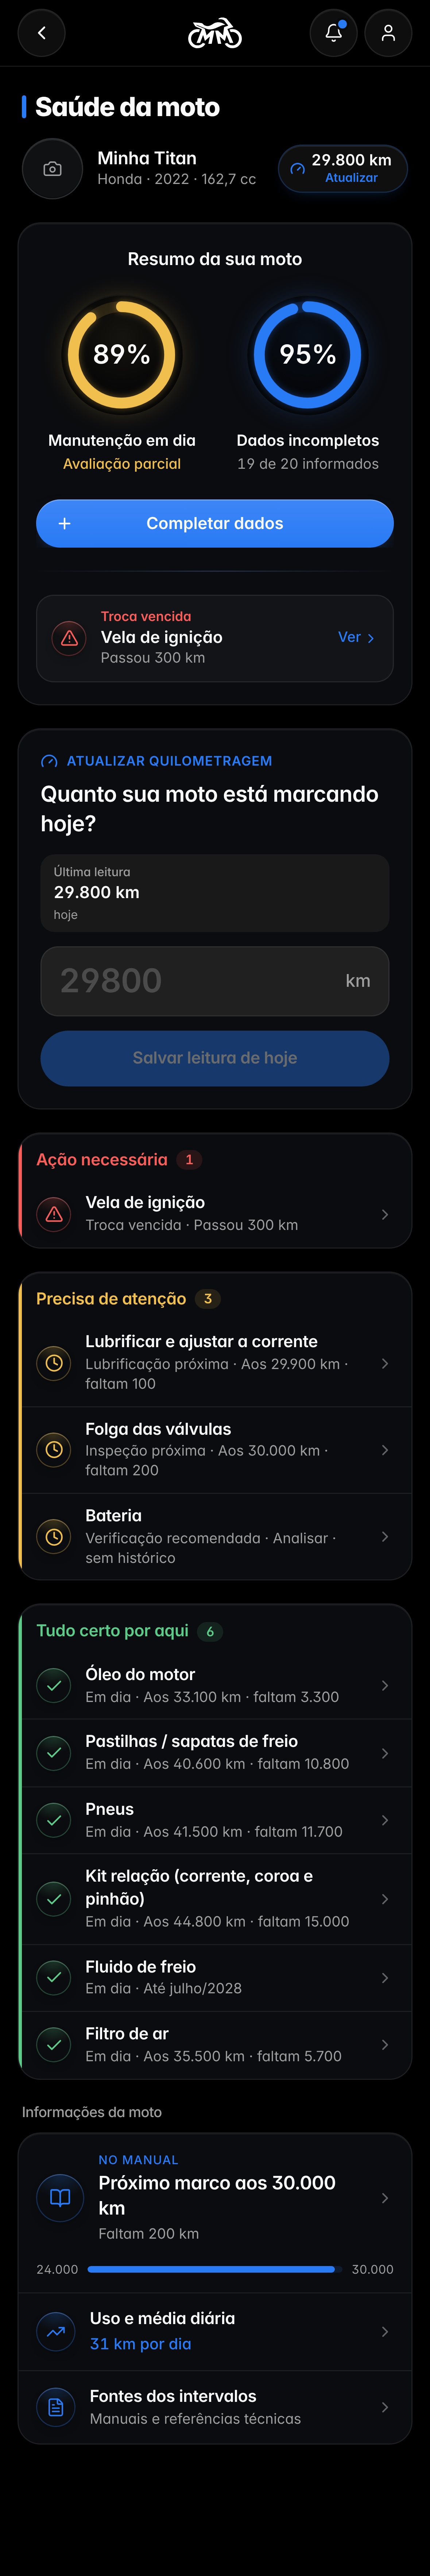 MM
Saúde da moto
Minha Titan
Honda · 2022 · 162,7 cc
29.800 km
Atualizar
Resumo da sua moto
89%
95%
Manutenção em dia
Avaliação parcial
Dados incompletos
19 de 20 informados
Completar dados
Troca vencida
Vela de ignição
Passou 300 km
Ver
ATUALIZAR QUILOMETRAGEM
Quanto sua moto está marcando
hoje?
Última leitura
29.800 km
hoje
29800
km
Salvar leitura de hoje
Ação necessária 1
Vela de ignição
Troca vencida · Passou 300 km
Precisa de atenção 3
Lubrificar e ajustar a corrente
Lubrificação próxima · Aos 29.900 km ·
faltam 100
Folga das válvulas
Inspeção próxima · Aos 30.000 km ·
faltam 200
Bateria
Verificação recomendada · Analisar ·
sem histórico
Tudo certo por aqui 6
Óleo do motor
Em dia · Aos 33.100 km · faltam 3.300
Pastilhas / sapatas de freio
Em dia · Aos 40.600 km · faltam 10.800
Pneus
Em dia · Aos 41.500 km · faltam 11.700
Kit relação (corrente, coroa e
pinhão)
Em dia · Aos 44.800 km · faltam 15.000
Fluido de freio
Em dia · Até julho/2028
Filtro de ar
Em dia · Aos 35.500 km · faltam 5.700
Informações da moto
NO MANUAL
Próximo marco aos 30.000
km
Faltam 200 km
24.000
30.000
Uso e média diária
31 km por dia
Fontes dos intervalos
Manuais e referências técnicas